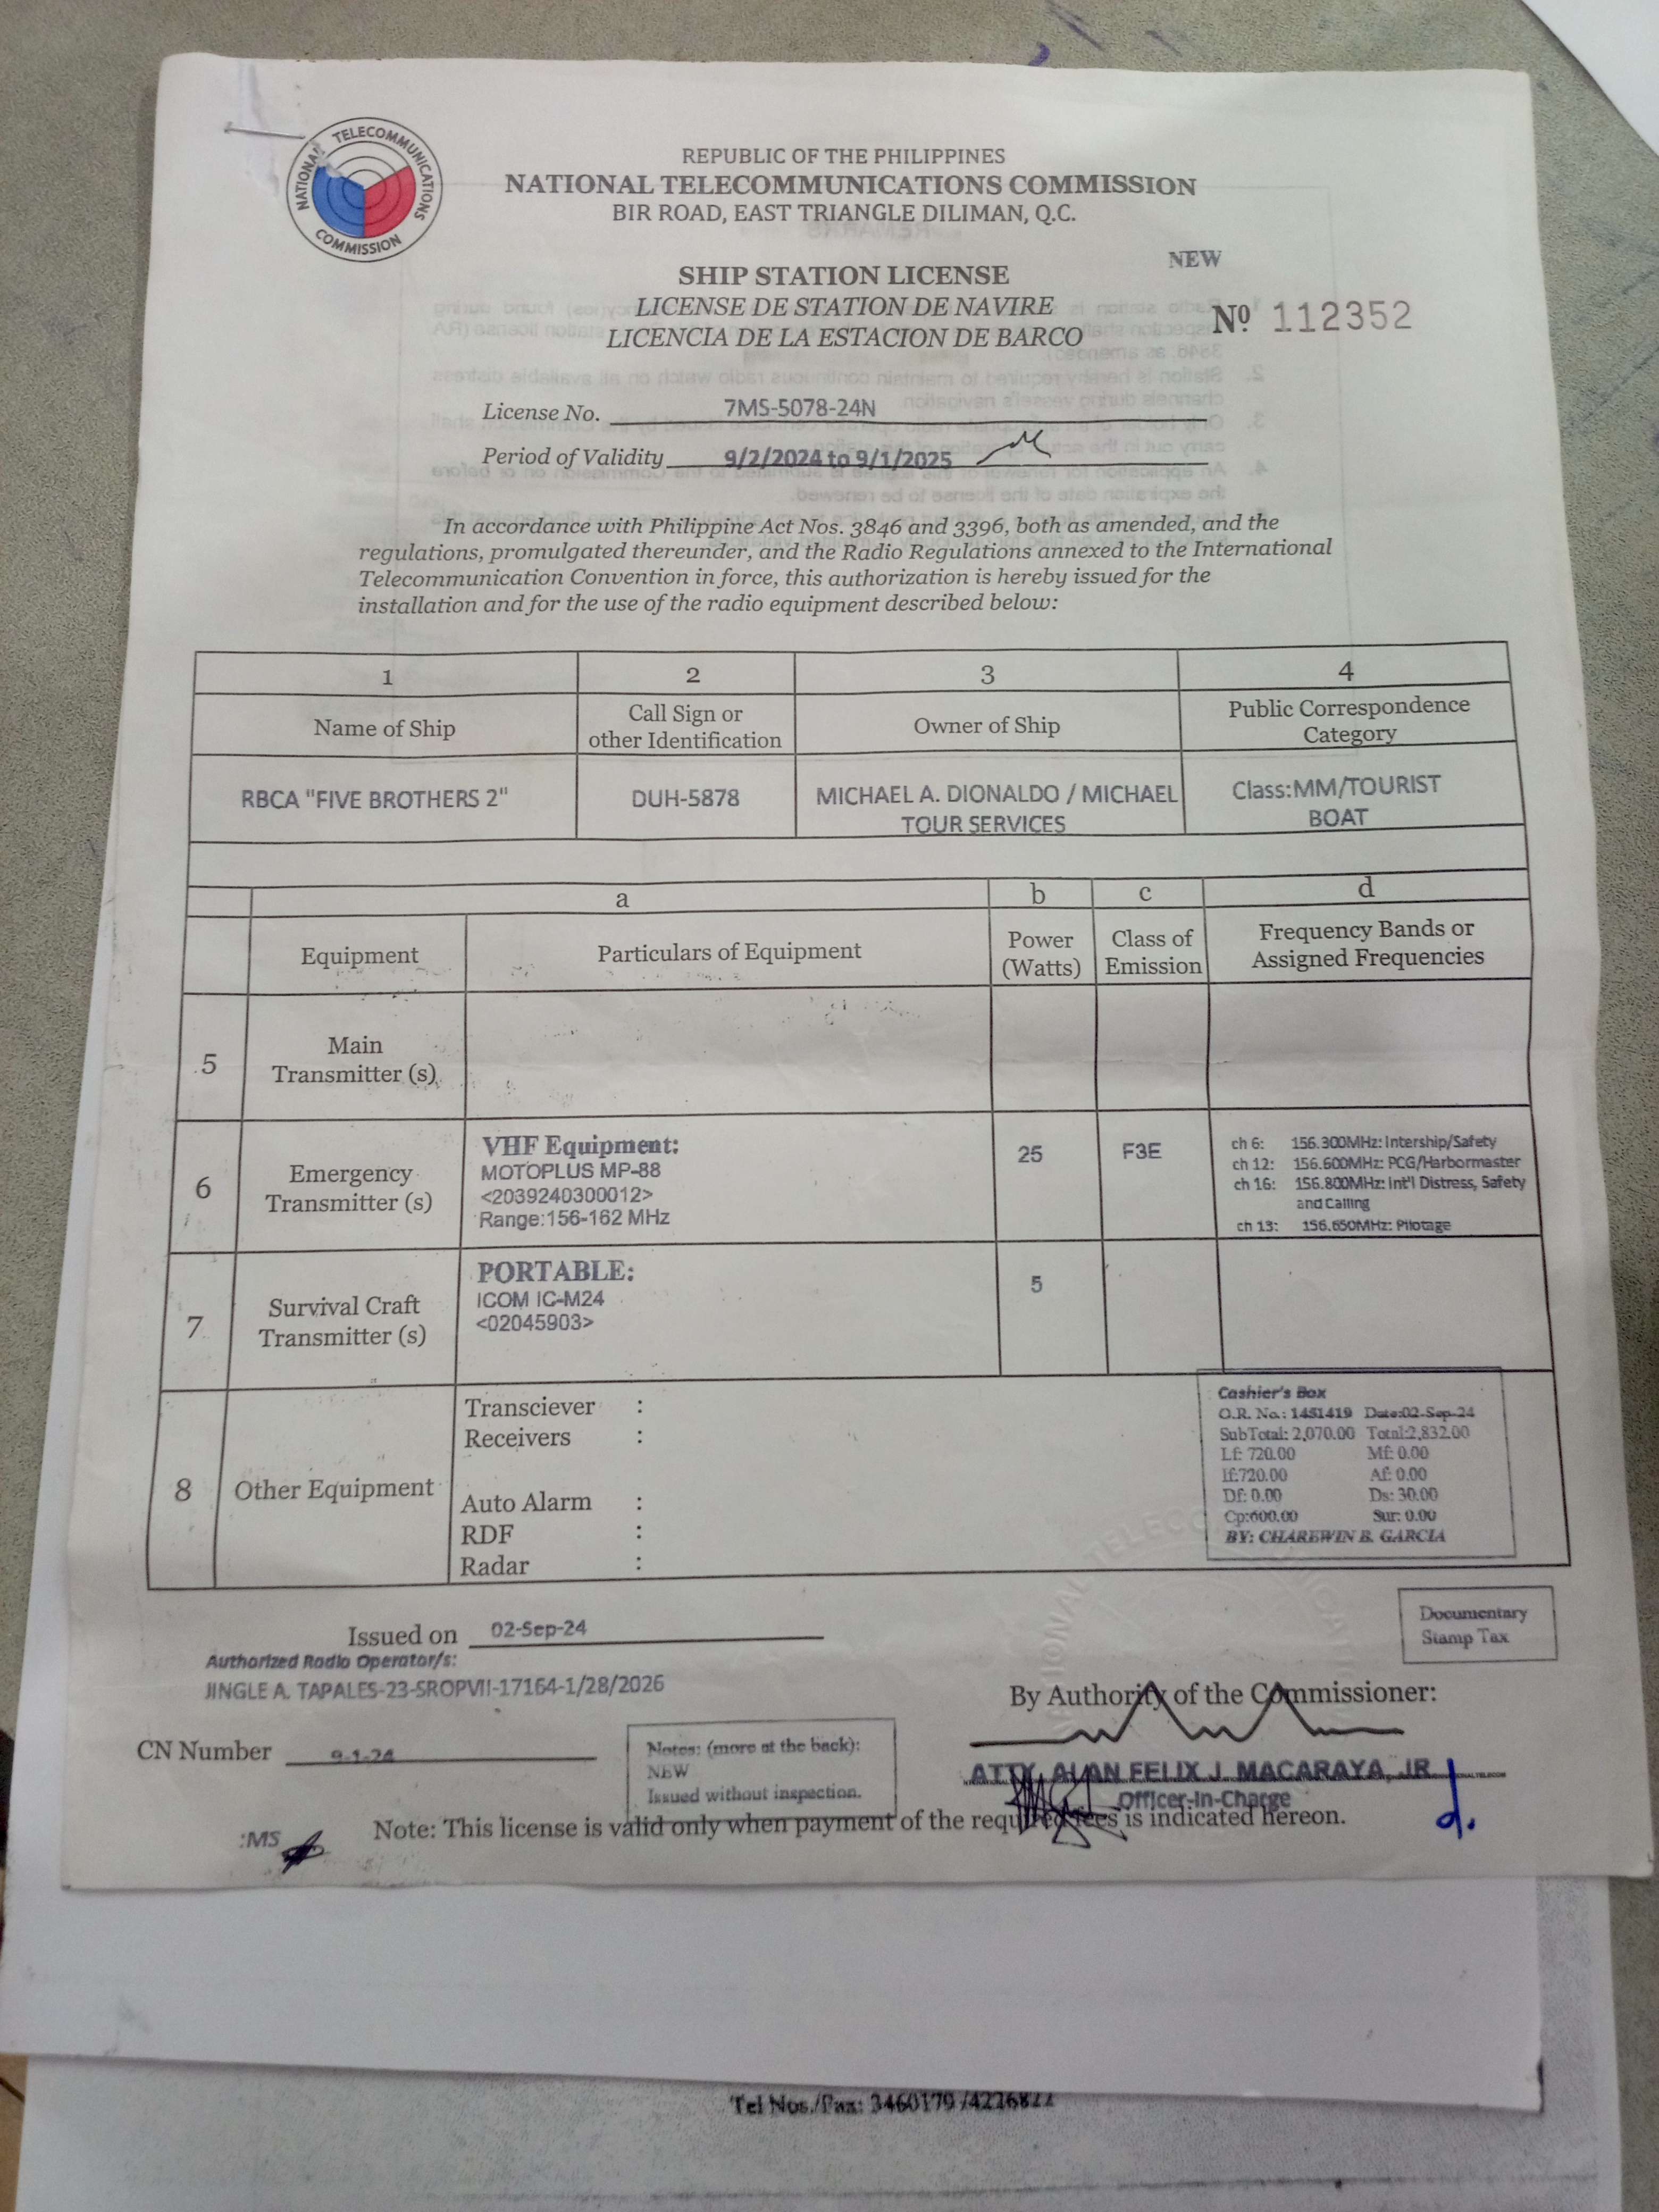 NATIONAL TELECOMMUNICATIONS COMMISSION
REPUBLIC OF THE PHILIPPINES
NATIONAL TELECOMMUNICATIONS COMMISSION
BIR ROAD, EAST TRIANGLE DILIMAN, Q.C.
NEW
SHIP STATION LICENSE
LICENSE DE STATION DE NAVIRE
LICENCIA DE LA ESTACION DE BARCO
Nº 112352
License No. 7MS-5078-24N
Period of Validity 9/2/2024 to 9/1/2025
In accordance with Philippine Act Nos. 3846 and 3396, both as amended, and the
regulations, promulgated thereunder, and the Radio Regulations annexed to the International
Telecommunication Convention in force, this authorization is hereby issued for the
installation and for the use of the radio equipment described below:
1 2 3 4
Name of Ship
Call Sign or
other Identification
Owner of Ship
Public Correspondence
Category
RBCA "FIVE BROTHERS 2"
DUH-5878
MICHAEL A. DIONALDO / MICHAEL
TOUR SERVICES
Class:MM/TOURIST
BOAT
a b c d
Equipment
Particulars of Equipment
Power
(Watts)
Class of
Emission
Frequency Bands or
Assigned Frequencies
5
Main
Transmitter (s)
6
Emergency
Transmitter (s)
VHF Equipment:
MOTOPLUS MP-88
<2039240300012>
Range:156-162 MHz
25
F3E
ch 6: 156.300MHz: Intership/Safety
ch 12: 156.600MHz: PCG/Harbormaster
ch 16: 156.800MHz: Int'l Distress, Safety
and Calling
ch 13: 156.650MHz: Pilotage
7
Survival Craft
Transmitter (s)
PORTABLE:
ICOM IC-M24
<02045903>
5
8
Other Equipment
Transciever :
Receivers :
Auto Alarm :
RDF :
Radar :
Cashier's Box
O.R. No.: 1451419 Date:02-Sep-24
SubTotal: 2,070.00 Total:2,832.00
Lf: 720.00 Mf: 0.00
If:720.00 Af: 0.00
Df: 0.00 Ds: 30.00
Cp:600.00 Sur: 0.00
BY: CHAREWIN B. GARCIA
Issued on 02-Sep-24
Authorized Radio Operator/s:
JINGLE A. TAPALES-23-SROPVII-17164-1/28/2026
Documentary
Stamp Tax
By Authority of the Commissioner:
CN Number 9-1-24
Notes: (more at the back):
NEW
Issued without inspection.
ATTY. ALAN FELIX J. MACARAYA, JR.
Officer-In-Charge
Note: This license is valid only when payment of the required fees is indicated hereon.
:MS
d.
Tel Nos./Fax: 3460179 /4226822